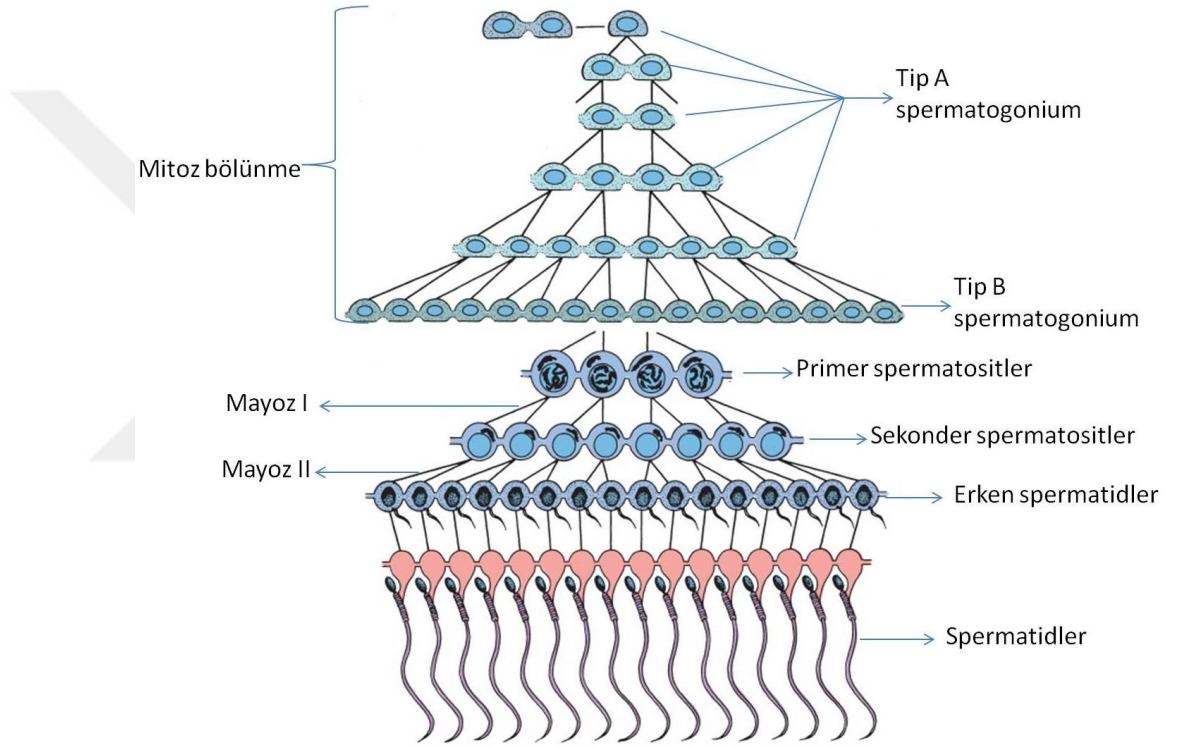 Tip A
spermatogonium
Mitoz bölünme
Tip B
spermatogonium
Primer spermatositler
Mayoz I
Sekonder spermatositler
Mayoz II
Erken spermatidler
Spermatidler